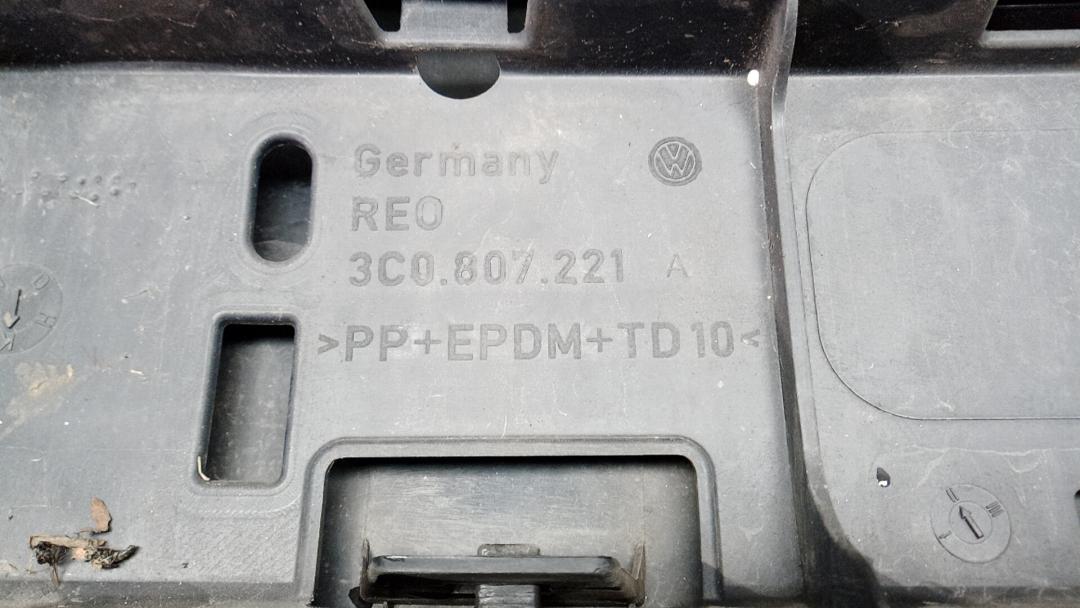 Germany
REO
3C0.807.221 A
>PP+EPDM+TD10<